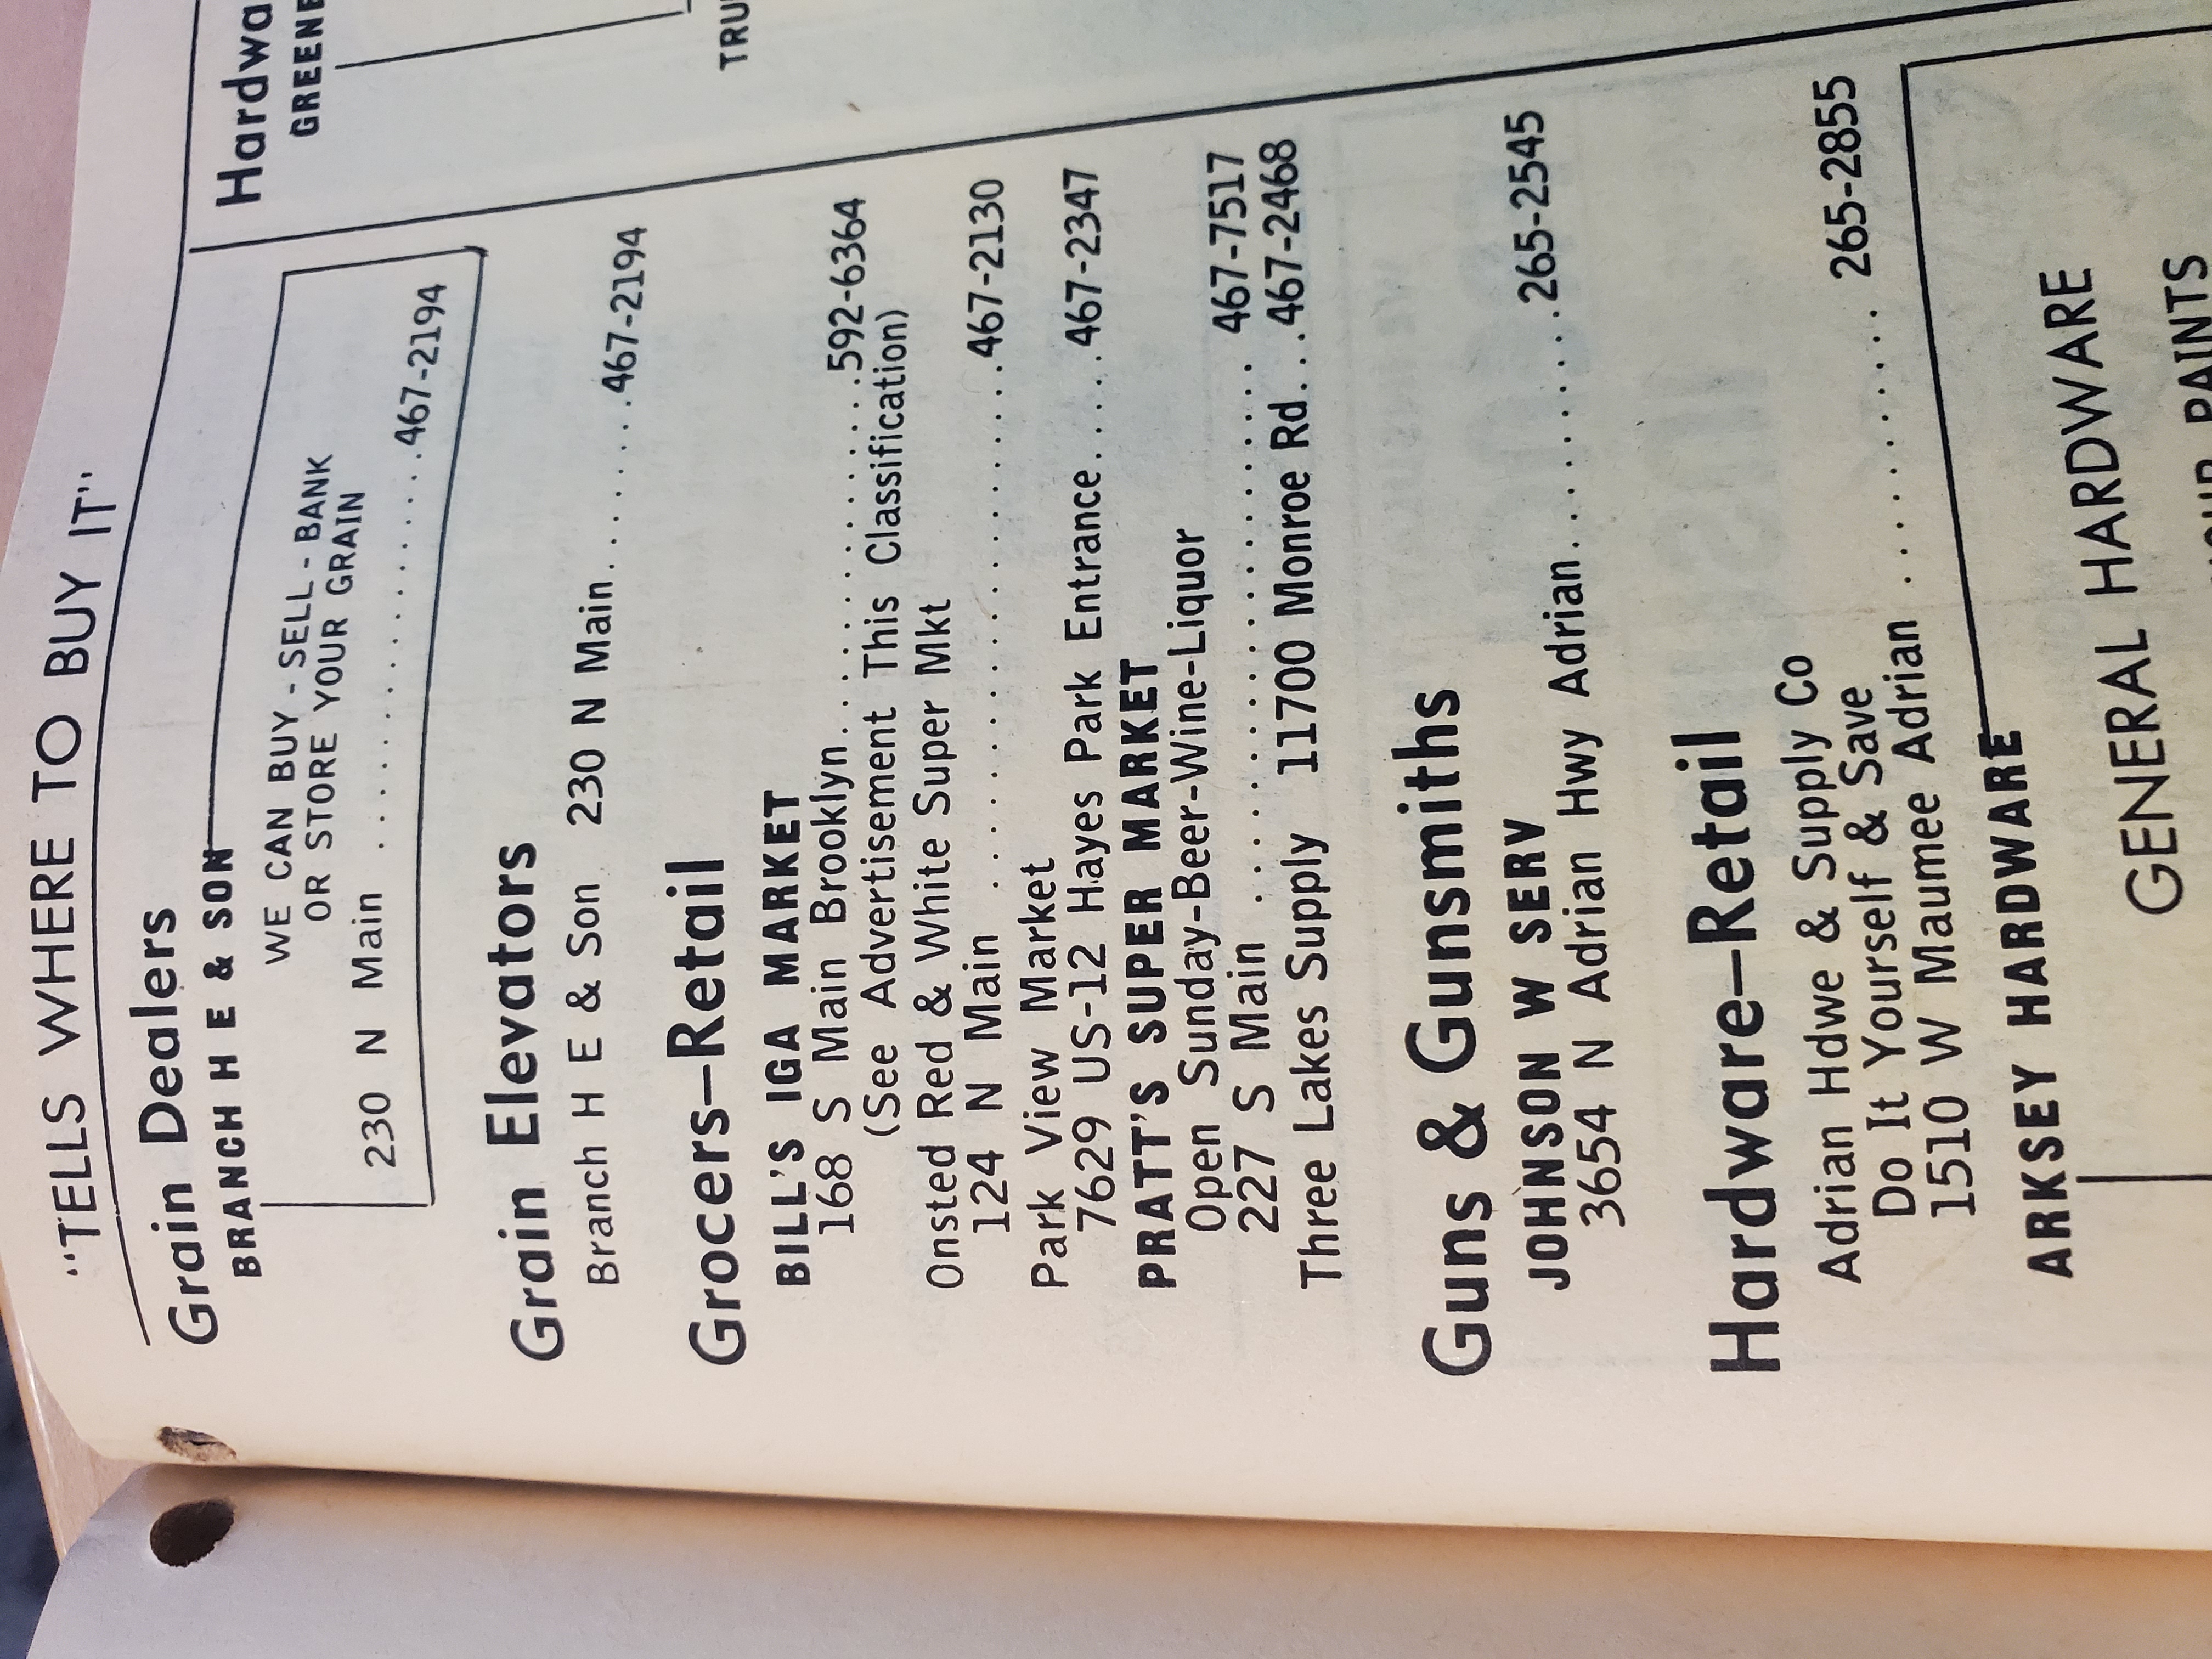 "TELLS WHERE TO BUY IT"
Grain Dealers
BRANCH H E & SON
WE CAN BUY - SELL - BANK
OR STORE YOUR GRAIN
230 N Main ..................467-2194
Grain Elevators
Branch H E & Son 230 N Main.......467-2194
Grocers—Retail
BILL'S IGA MARKET
168 S Main Brooklyn.................592-6364
(See Advertisement This Classification)
Onsted Red & White Super Mkt
124 N Main ........................467-2130
Park View Market
7629 US-12 Hayes Park Entrance.....467-2347
PRATT'S SUPER MARKET
Open Sunday-Beer-Wine-Liquor
227 S Main ........................ 467-7517
Three Lakes Supply 11700 Monroe Rd...467-2468
Guns & Gunsmiths
JOHNSON W SERV
3654 N Adrian Hwy Adrian..........265-2545
Hardware—Retail
Adrian Hdwe & Supply Co
Do It Yourself & Save
1510 W Maumee Adrian ............ 265-2855
ARKSEY HARDWARE
GENERAL HARDWARE
PAINTS
Hardwa
GREENE
TRU